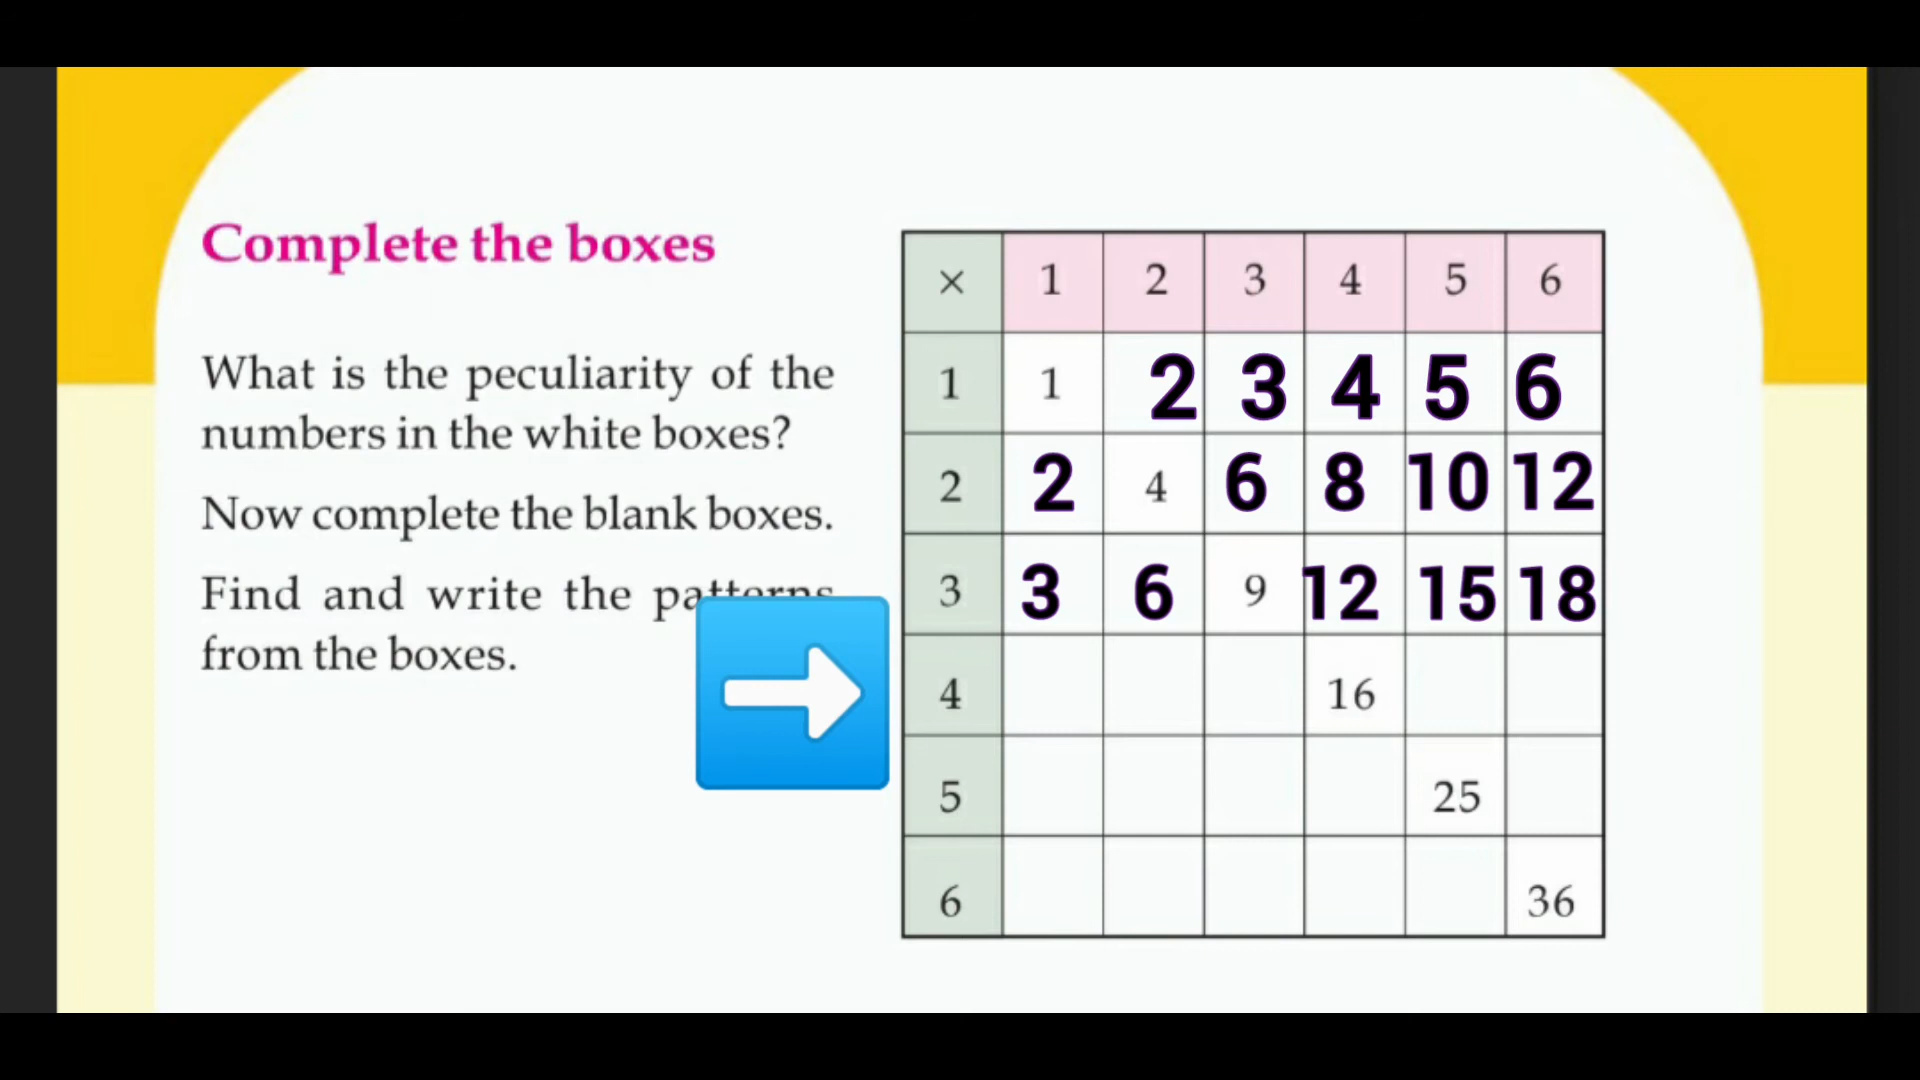 Complete the boxes
What is the peculiarity of the
numbers in the white boxes?
Now complete the blank boxes.
Find and write the patterns
from the boxes.
× 1 2 3 4 5 6
1 1 2 3 4 5 6
2 2 4 6 8 10 12
3 3 6 9 12 15 18
4 16
5 25
6 36